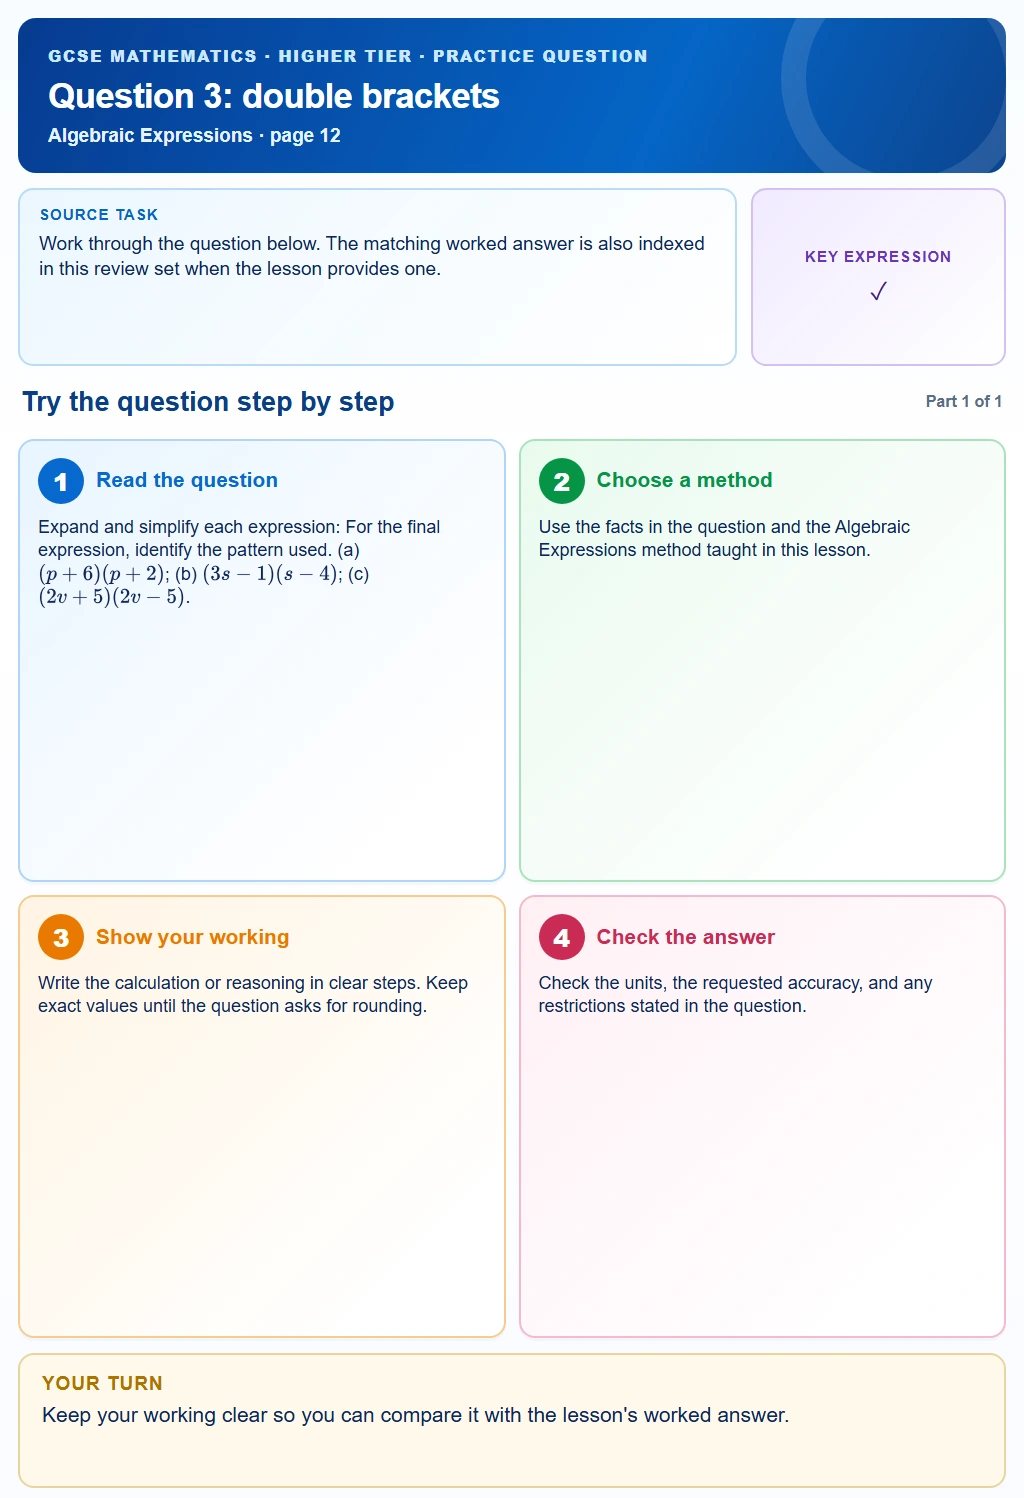 GCSE MATHEMATICS · HIGHER TIER · PRACTICE QUESTION
Question 3: double brackets
Algebraic Expressions · page 12
SOURCE TASK
Work through the question below. The matching worked answer is also indexed
in this review set when the lesson provides one.
KEY EXPRESSION
✓
Try the question step by step
Part 1 of 1
1 Read the question
Expand and simplify each expression: For the final
expression, identify the pattern used. (a)
(p + 6)(p + 2); (b) (3s − 1)(s − 4); (c)
(2v + 5)(2v − 5).
2 Choose a method
Use the facts in the question and the Algebraic
Expressions method taught in this lesson.
3 Show your working
Write the calculation or reasoning in clear steps. Keep
exact values until the question asks for rounding.
4 Check the answer
Check the units, the requested accuracy, and any
restrictions stated in the question.
YOUR TURN
Keep your working clear so you can compare it with the lesson's worked answer.